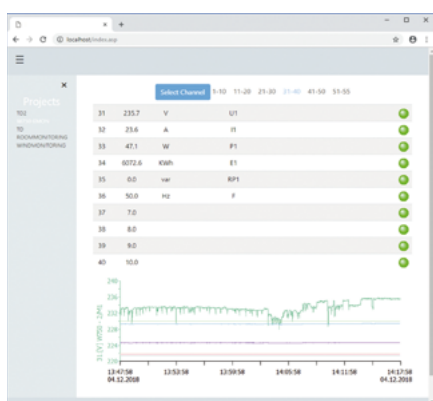 localhost/index.asp
Projects
TD
ROOMMONITORING
WINDMONITORING
Select Channel 1-10 11-20 21-30 31-40 41-50 51-55
31 235.7 V U1
32 23.6 A I1
33 47.1 W P1
34 6072.6 KWh E1
35 0.0 var RP1
36 50.0 Hz F
37 7.0
38 8.0
39 9.0
40 10.0
240
236
232
228
224
220
13:47:58 13:53:58 13:59:58 14:05:58 14:11:58 14:17:58
04.12.2018 04.12.2018